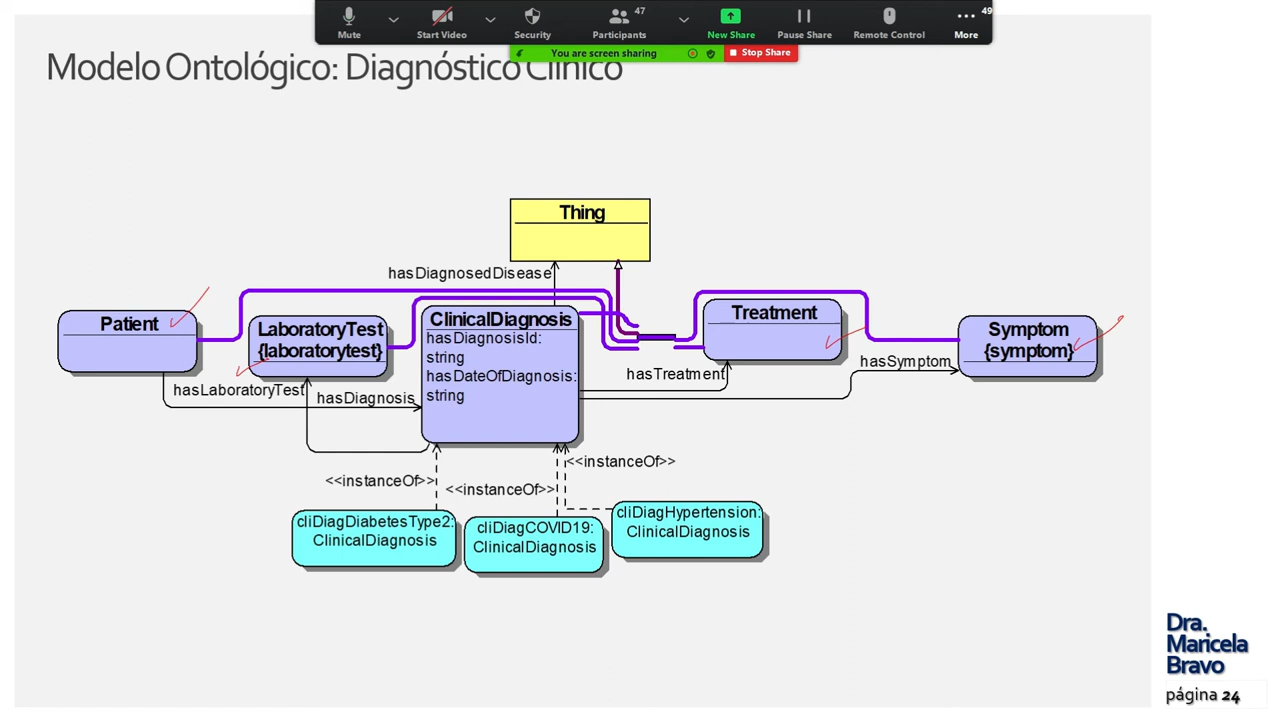 47
49
Mute
Start Video
Security
Participants
New Share
Pause Share
Remote Control
More
You are screen sharing
Stop Share
Modelo Ontológico: Diagnóstico Clínico
Thing
hasDiagnosedDisease
Patient
LaboratoryTest
{laboratorytest}
ClinicalDiagnosis
hasDiagnosisId:
string
hasDateOfDiagnosis:
string
Treatment
Symptom
{symptom}
hasLaboratoryTest
hasDiagnosis
hasTreatment
hasSymptom
<<instanceOf>>
<<instanceOf>>
<<instanceOf>>
cliDiagDiabetesType2:
ClinicalDiagnosis
cliDiagCOVID19:
ClinicalDiagnosis
cliDiagHypertension:
ClinicalDiagnosis
Dra.
Maricela
Bravo
página 24